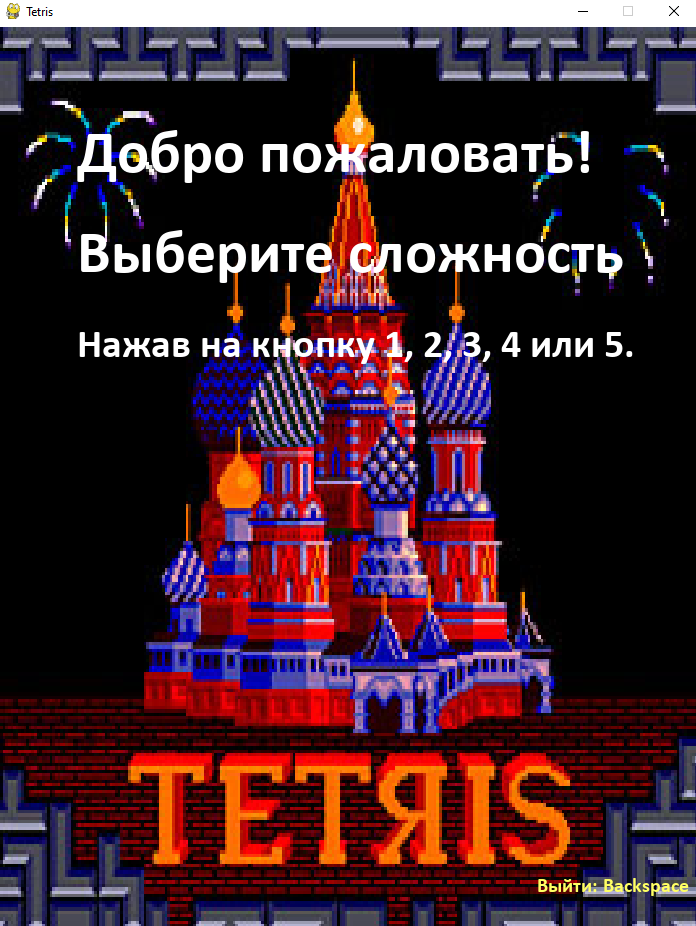 Tetris
Добро пожаловать!
Выберите сложность
Нажав на кнопку 1, 2, 3, 4 или 5.
TETЯIS
Выйти: Backspace